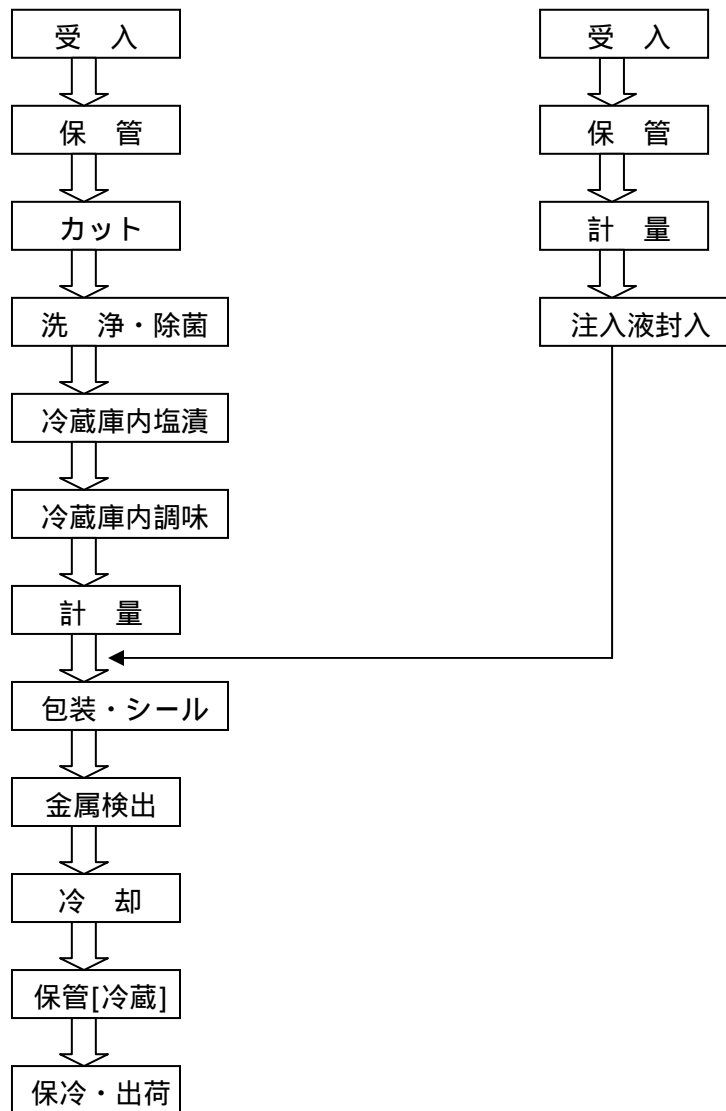 受　入
保　管
カット
洗　浄・除菌
冷蔵庫内塩漬
冷蔵庫内調味
計　量
包装・シール
金属検出
冷　却
保管[冷蔵]
保冷・出荷
受　入
保　管
計　量
注入液封入